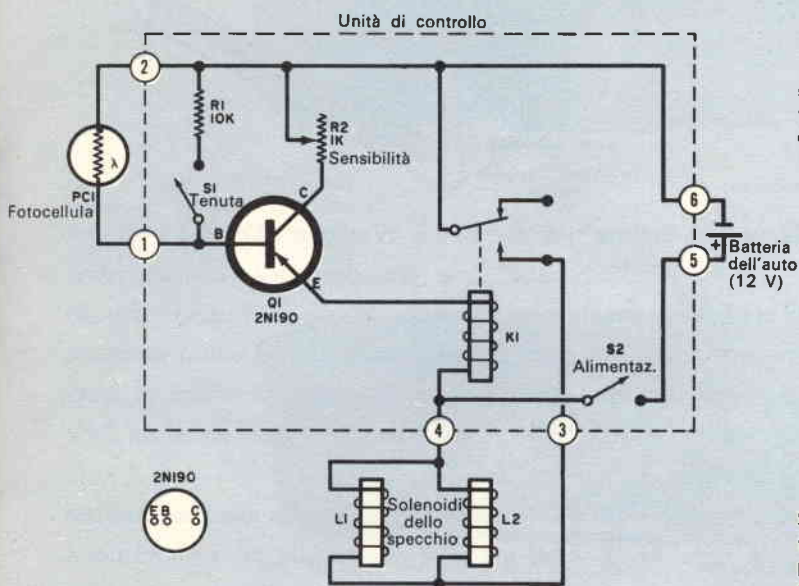 Unità di controllo
2
R1
10K
R2
1K
Sensibilità
λ
PC1
Fotocellula
S1
Tenuta
C
B
1
E
Q1
2N190
6
+ Batteria
dell'auto
(12 V)
5
K1
S2
Alimentaz.
4
3
2N190
E B C
L1
Solenoidi
dello
specchio
L2